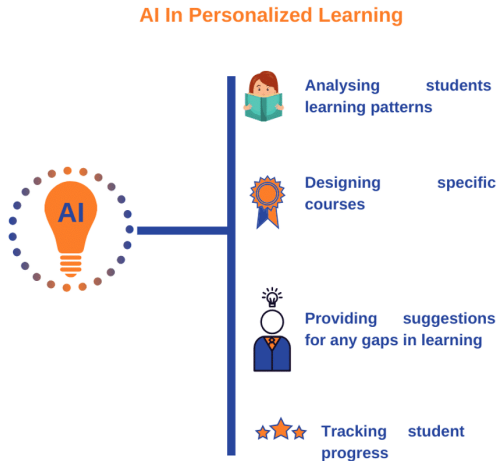 AI In Personalized Learning
AI
Analysing students
learning patterns
Designing specific
courses
Providing suggestions
for any gaps in learning
Tracking student
progress